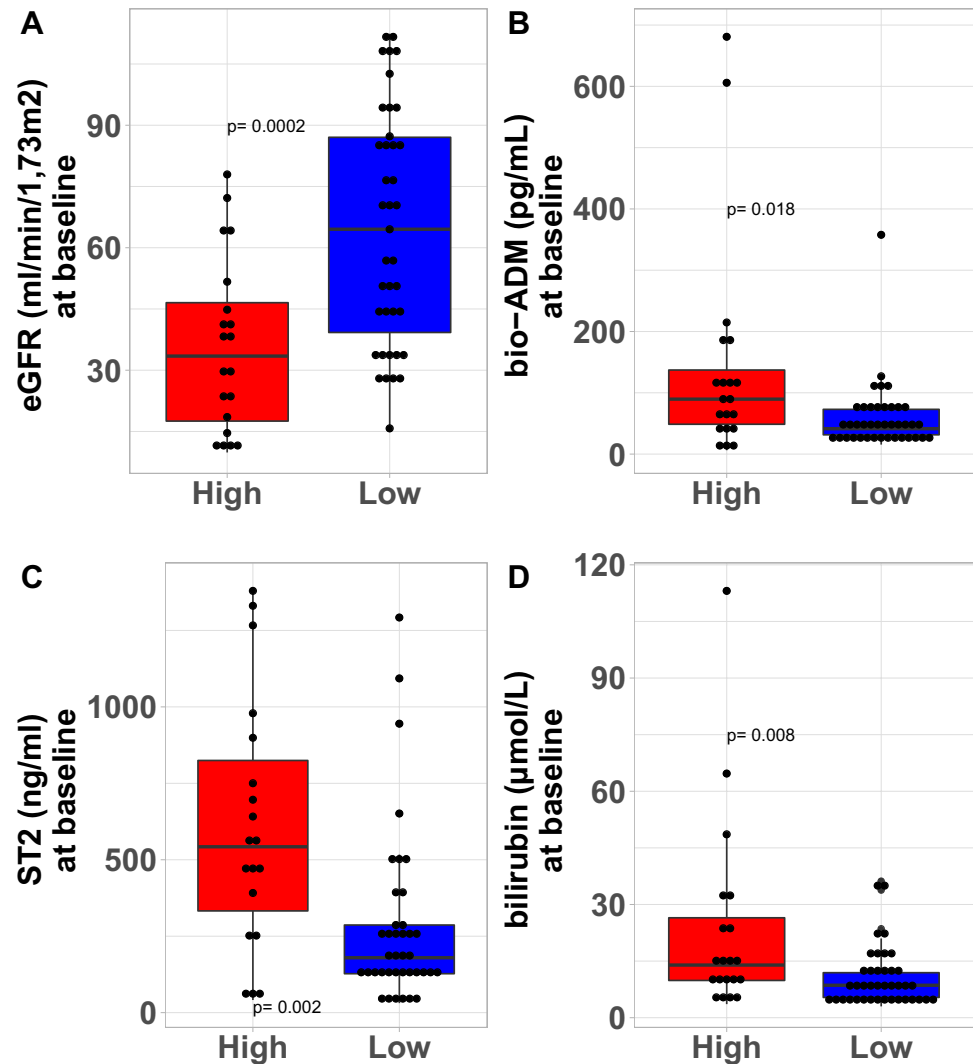 A
eGFR (ml/min/1,73m2)
at baseline
90
60
30
p= 0.0002
High
Low
B
bio−ADM (pg/mL)
at baseline
600
400
200
0
p= 0.018
High
Low
C
ST2 (ng/ml)
at baseline
1000
500
0
p= 0.002
High
Low
D
bilirubin (µmol/L)
at baseline
120
90
60
30
0
p= 0.008
High
Low